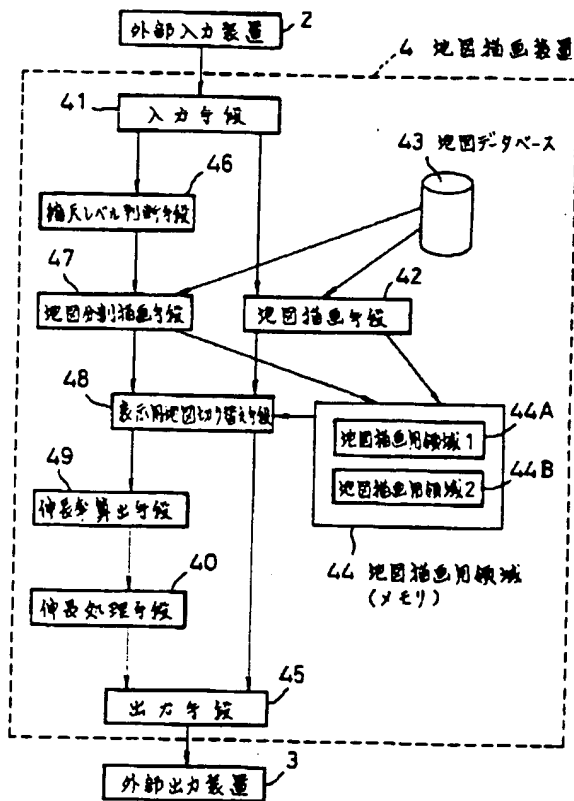 外部入力装置
2
4 地図描画装置
41
入力手段
43 地図データベース
46
縮尺レベル判断手段
47
地図分割描画手段
42
地図描画手段
48
表示用地図切り替え手段
44A
地図描画用領域1
44B
地図描画用領域2
44 地図描画用領域
(メモリ)
49
伸長率算出手段
40
伸長処理手段
45
出力手段
3
外部出力装置